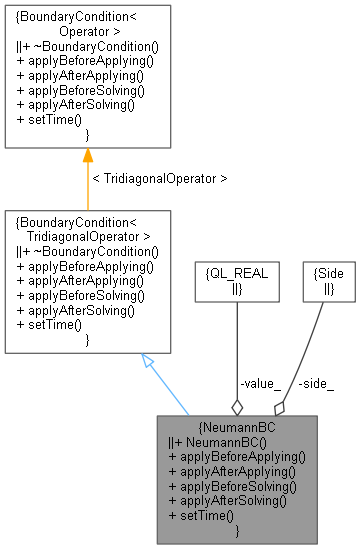 {BoundaryCondition<
Operator >
||+ ~BoundaryCondition()
+ applyBeforeApplying()
+ applyAfterApplying()
+ applyBeforeSolving()
+ applyAfterSolving()
+ setTime()
}
< TridiagonalOperator >
{BoundaryCondition<
TridiagonalOperator >
||+ ~BoundaryCondition()
+ applyBeforeApplying()
+ applyAfterApplying()
+ applyBeforeSolving()
+ applyAfterSolving()
+ setTime()
}
{QL_REAL
||}
{Side
||}
-value_
-side_
{NeumannBC
||+ NeumannBC()
+ applyBeforeApplying()
+ applyAfterApplying()
+ applyBeforeSolving()
+ applyAfterSolving()
+ setTime()
}